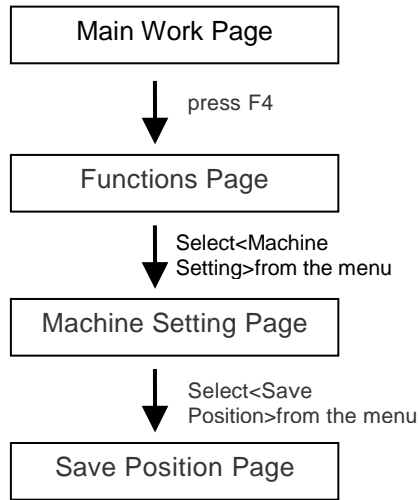 Main Work Page
press F4
Functions Page
Select<Machine
Setting>from the menu
Machine Setting Page
Select<Save
Position>from the menu
Save Position Page